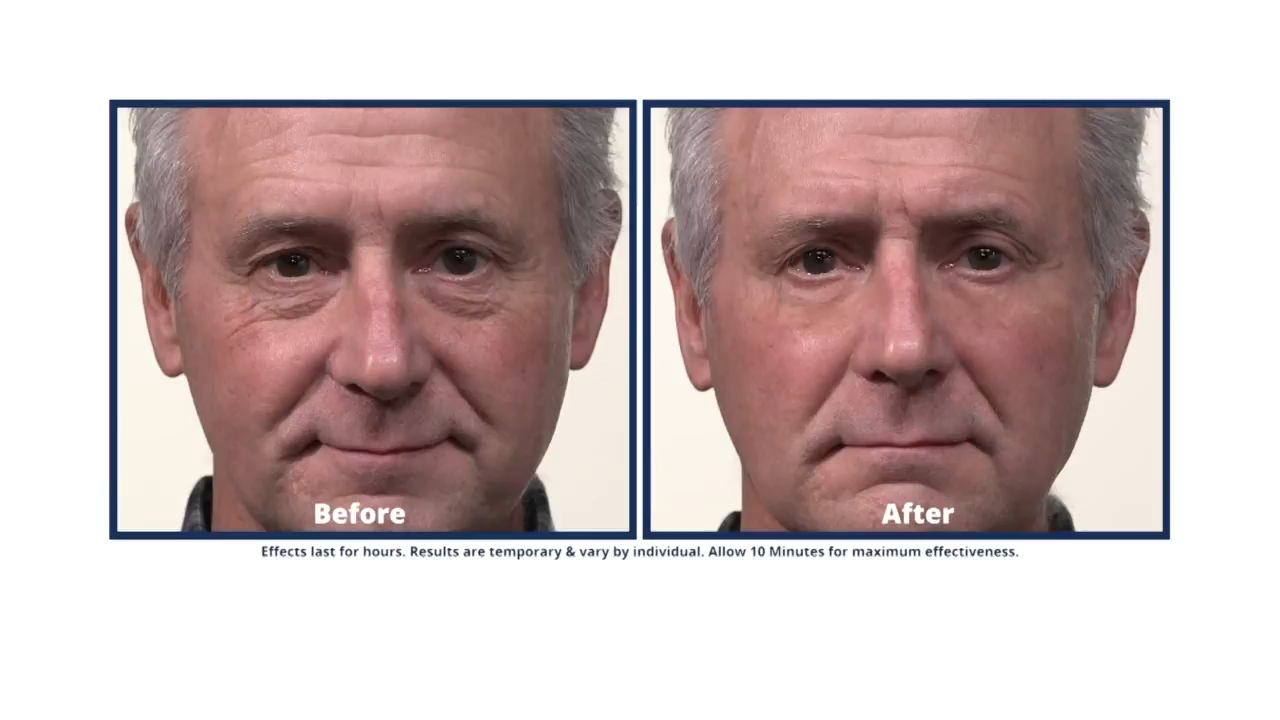 Before
After
Effects last for hours. Results are temporary & vary by individual. Allow 10 Minutes for maximum effectiveness.